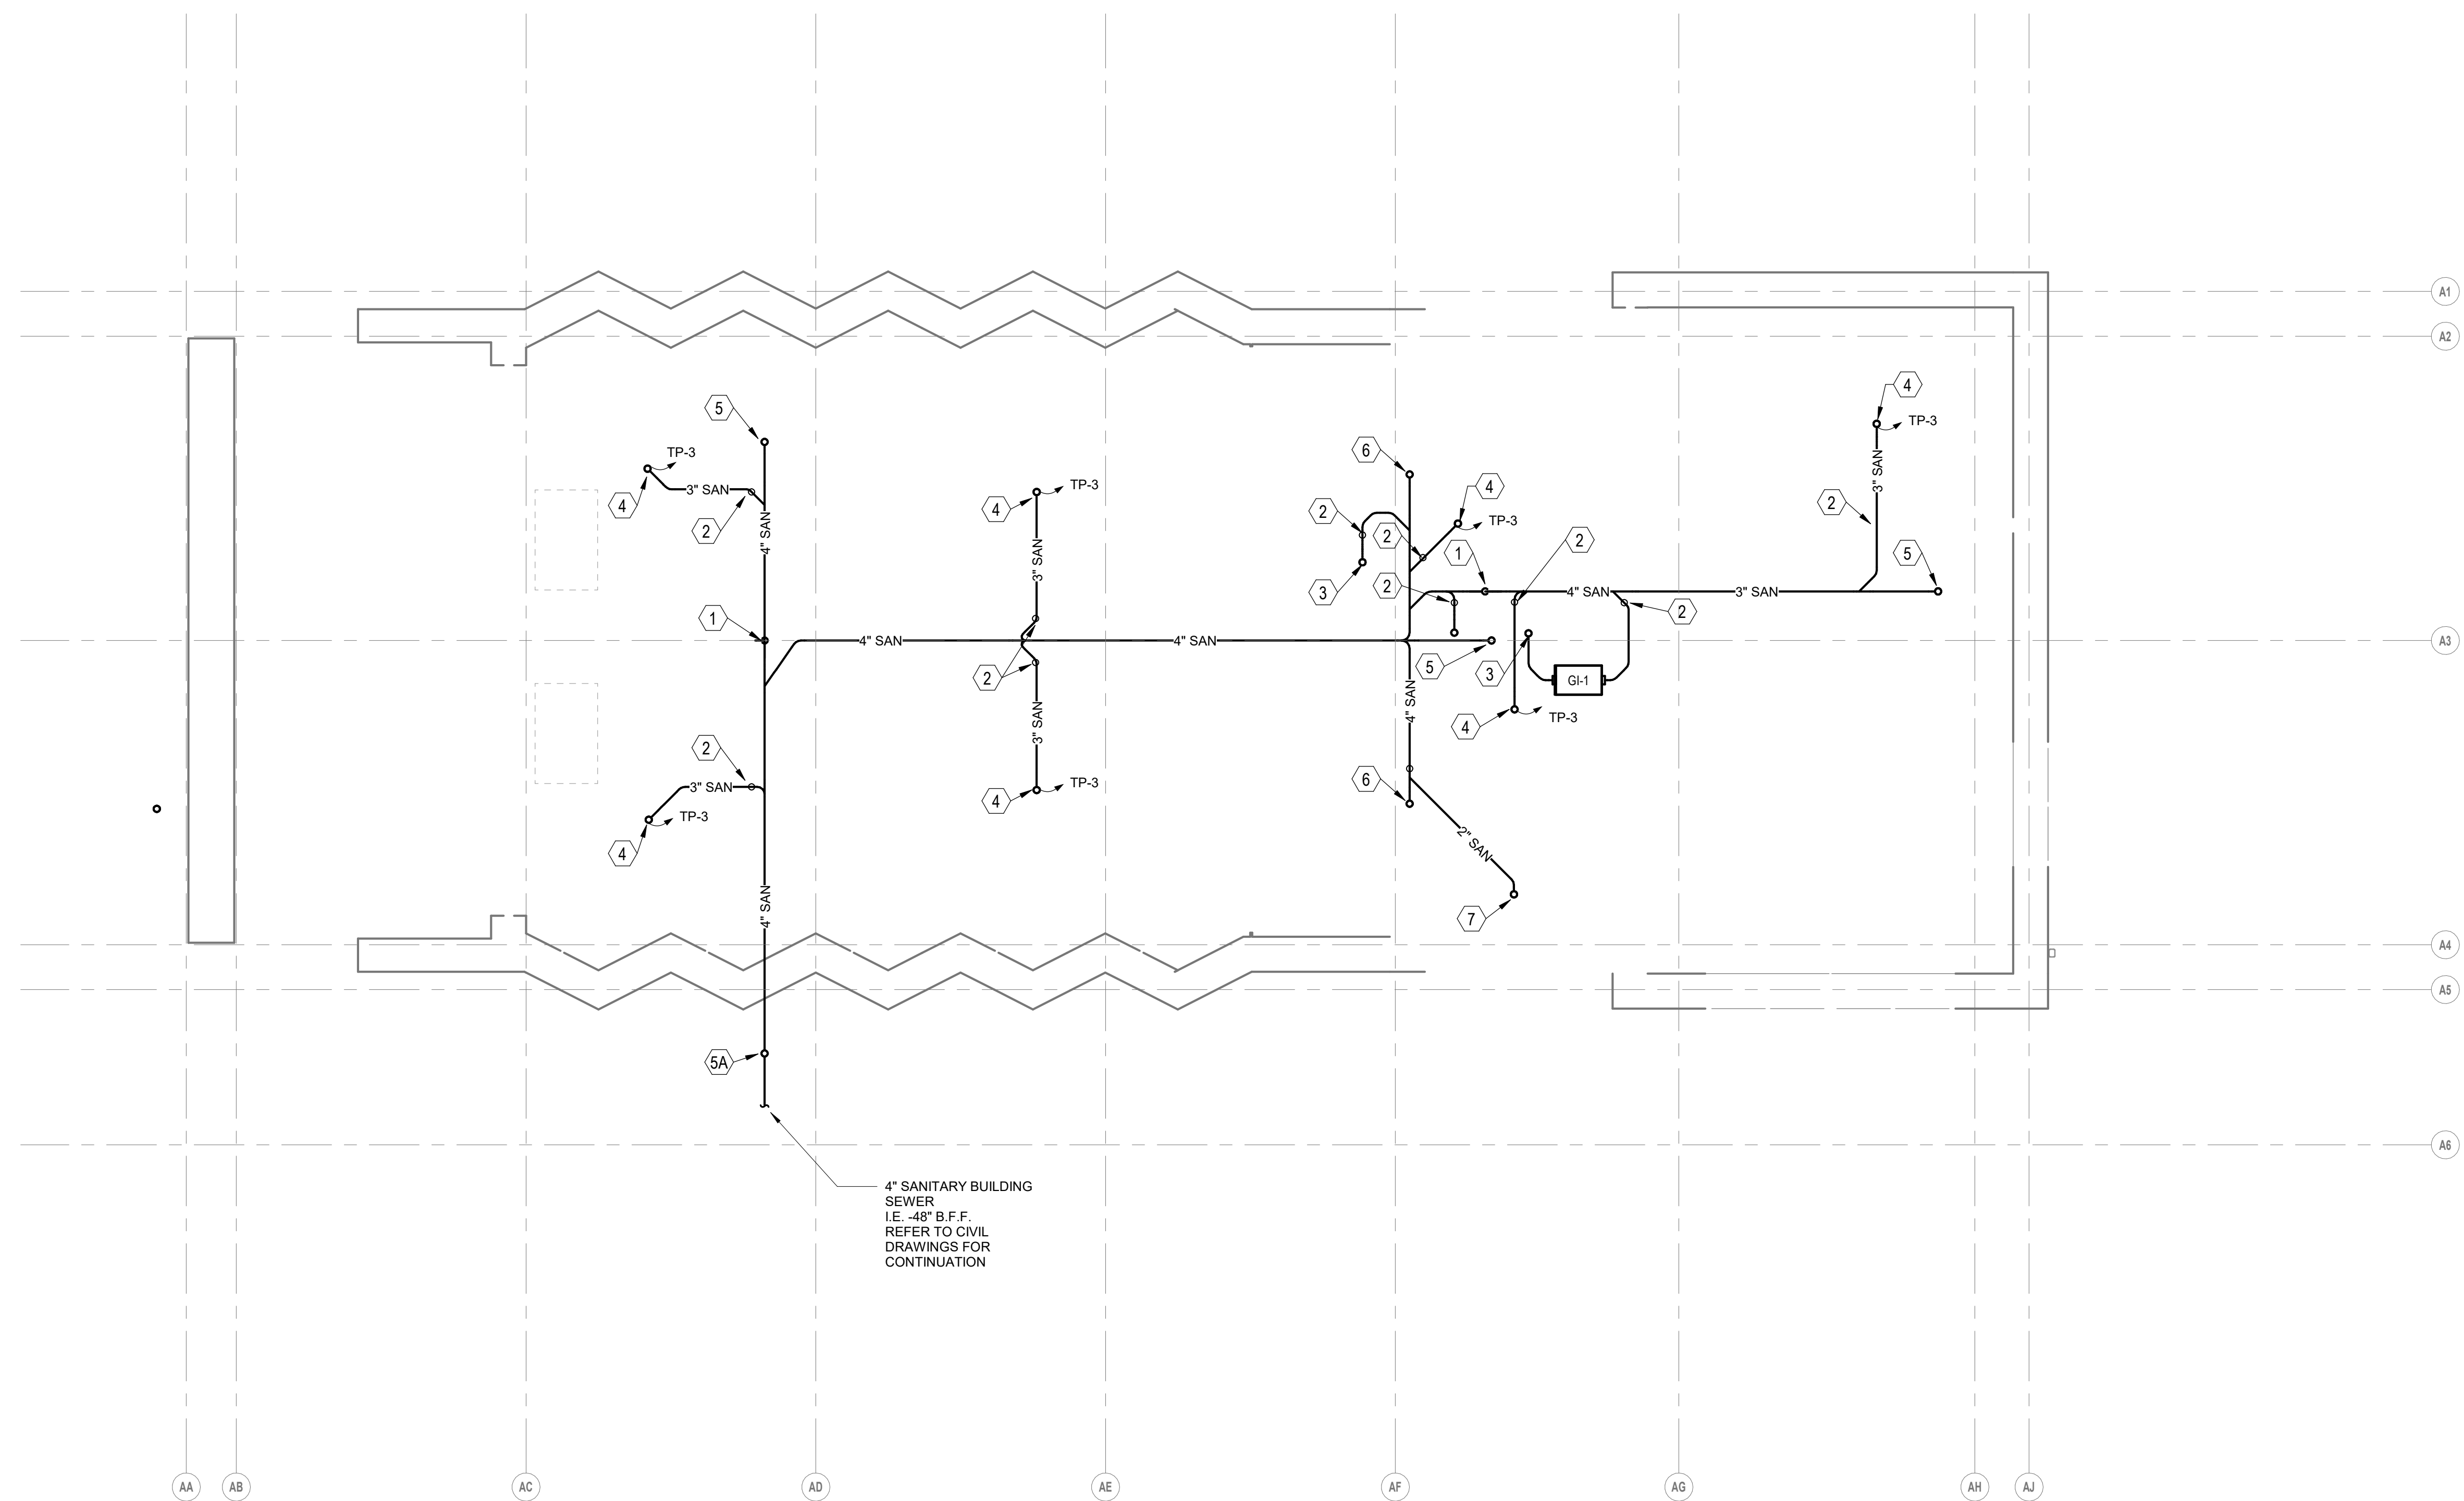 A1
A2
4
TP-3
5
6
TP-3
3" SAN
4
2
4" SAN
4
TP-3
3" SAN
2
4
TP-3
2
2
1
2
3
2
3" SAN
2
5
4" SAN
3" SAN
2
1
4" SAN
4" SAN
A3
5
3
GI-1
2
3" SAN
4" SAN
4
TP-3
2
3" SAN
TP-3
4
TP-3
4
6
2" SAN
4" SAN
7
A4
A5
5A
A6
4" SANITARY BUILDING
SEWER
I.E. -48" B.F.F.
REFER TO CIVIL
DRAWINGS FOR
CONTINUATION
AA
AB
AC
AD
AE
AF
AG
AH
AJ